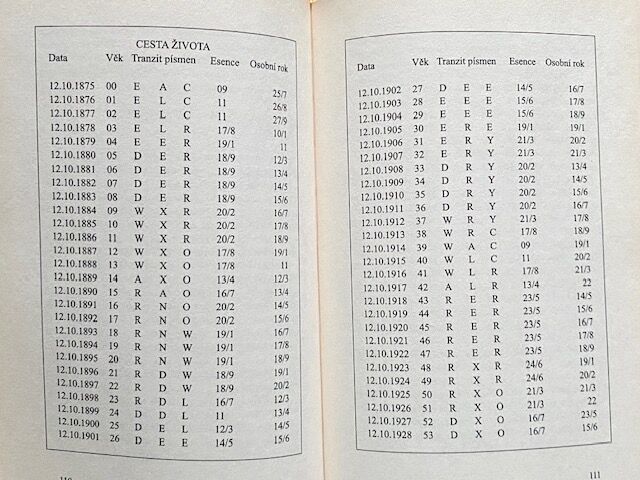 CESTA ŽIVOTA
Data Věk Tranzit písmen Esence Osobní rok
12.10.1875 00 E A C 09 25/7
12.10.1876 01 E L C 11 26/8
12.10.1877 02 E L C 11 27/9
12.10.1878 03 E L R 17/8 10/1
12.10.1879 04 E E R 19/1 11
12.10.1880 05 D E R 18/9 12/3
12.10.1881 06 D E R 18/9 13/4
12.10.1882 07 D E R 18/9 14/5
12.10.1883 08 D E R 18/9 15/6
12.10.1884 09 W X R 20/2 16/7
12.10.1885 10 W X R 20/2 17/8
12.10.1886 11 W X R 20/2 18/9
12.10.1887 12 W X O 17/8 19/1
12.10.1888 13 W X O 17/8 11
12.10.1889 14 A X O 13/4 12/3
12.10.1890 15 R A O 16/7 13/4
12.10.1891 16 R N O 20/2 14/5
12.10.1892 17 R N O 20/2 15/6
12.10.1893 18 R N W 19/1 16/7
12.10.1894 19 R N W 19/1 17/8
12.10.1895 20 R N W 19/1 18/9
12.10.1896 21 R D W 18/9 19/1
12.10.1897 22 R D W 18/9 20/2
12.10.1898 23 R D L 16/7 12/3
12.10.1899 24 D D L 11 13/4
12.10.1900 25 D E L 12/3 14/5
12.10.1901 26 D E E 14/5 15/6
Data Věk Tranzit písmen Esence Osobní rok
12.10.1902 27 D E E 14/5 16/7
12.10.1903 28 E E E 15/6 17/8
12.10.1904 29 E E E 15/6 18/9
12.10.1905 30 E R E 19/1 19/1
12.10.1906 31 E R Y 21/3 20/2
12.10.1907 32 E R Y 21/3 21/3
12.10.1908 33 D R Y 20/2 13/4
12.10.1909 34 D R Y 20/2 14/5
12.10.1910 35 D R Y 20/2 15/6
12.10.1911 36 D R Y 20/2 16/7
12.10.1912 37 W R Y 21/3 17/8
12.10.1913 38 W R C 17/8 18/9
12.10.1914 39 W A C 09 19/1
12.10.1915 40 W L C 11 20/2
12.10.1916 41 W L R 17/8 21/3
12.10.1917 42 A L R 13/4 22
12.10.1918 43 R E R 23/5 14/5
12.10.1919 44 R E R 23/5 15/6
12.10.1920 45 R E R 23/5 16/7
12.10.1921 46 R E R 23/5 17/8
12.10.1922 47 R E R 23/5 18/9
12.10.1923 48 R X R 24/6 19/1
12.10.1924 49 R X R 24/6 20/2
12.10.1925 50 R X O 21/3 21/3
12.10.1926 51 R X O 21/3 22
12.10.1927 52 D X O 16/7 23/5
12.10.1928 53 D X O 16/7 15/6
111